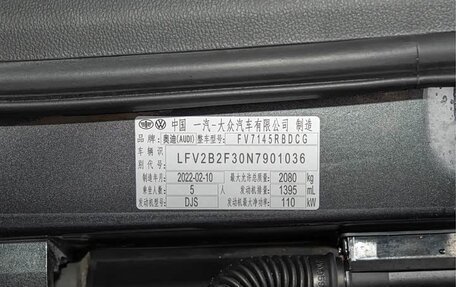 中国 一汽-大众汽车有限公司 制造
品牌: 奥迪(AUDI) 整车型号: FV7145RBDCG
车辆识别代号: LFV2B2F30N7901036
制造年月 2022-02-10 最大允许总质量 2080 kg
乘坐人数 5 人 发动机排量 1395 mL
发动机型号 DJS 发动机最大净功率 110 kW